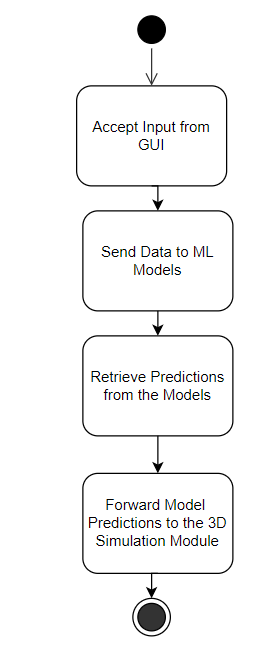 Accept Input from
GUI
Send Data to ML
Models
Retrieve Predictions
from the Models
Forward Model
Predictions to the 3D
Simulation Module